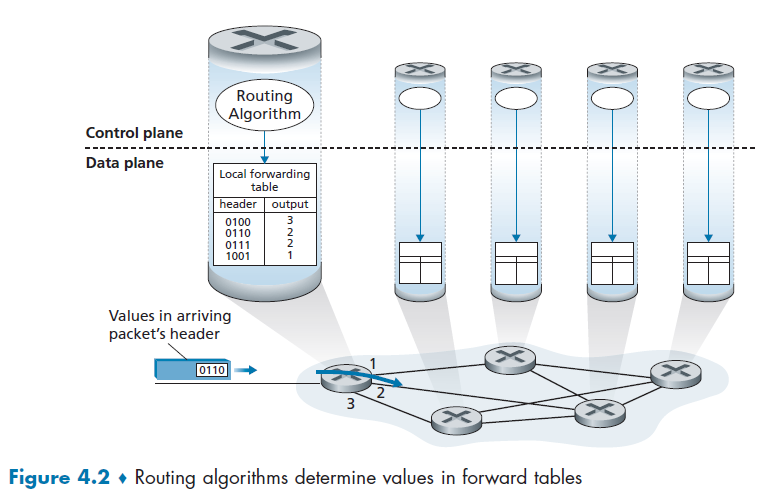 Routing
Algorithm
Control plane
Data plane
Local forwarding
table
header output
0100 3
0110 2
0111 2
1001 1
Values in arriving
packet's header
0110
1
2
3
Figure 4.2 ♦ Routing algorithms determine values in forward tables